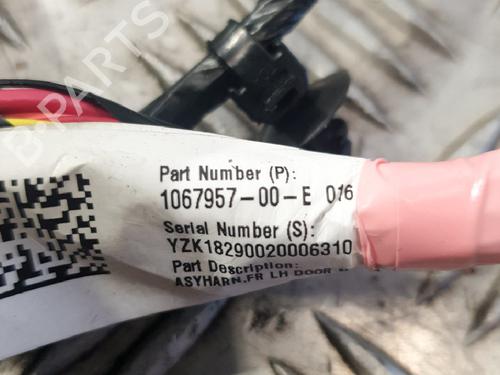 B-PARTS
Part Number (P):
1067957-00-E 016
Serial Number (S):
YZK18290020006310
Part Description:
ASYHARN,FR LH DOOR